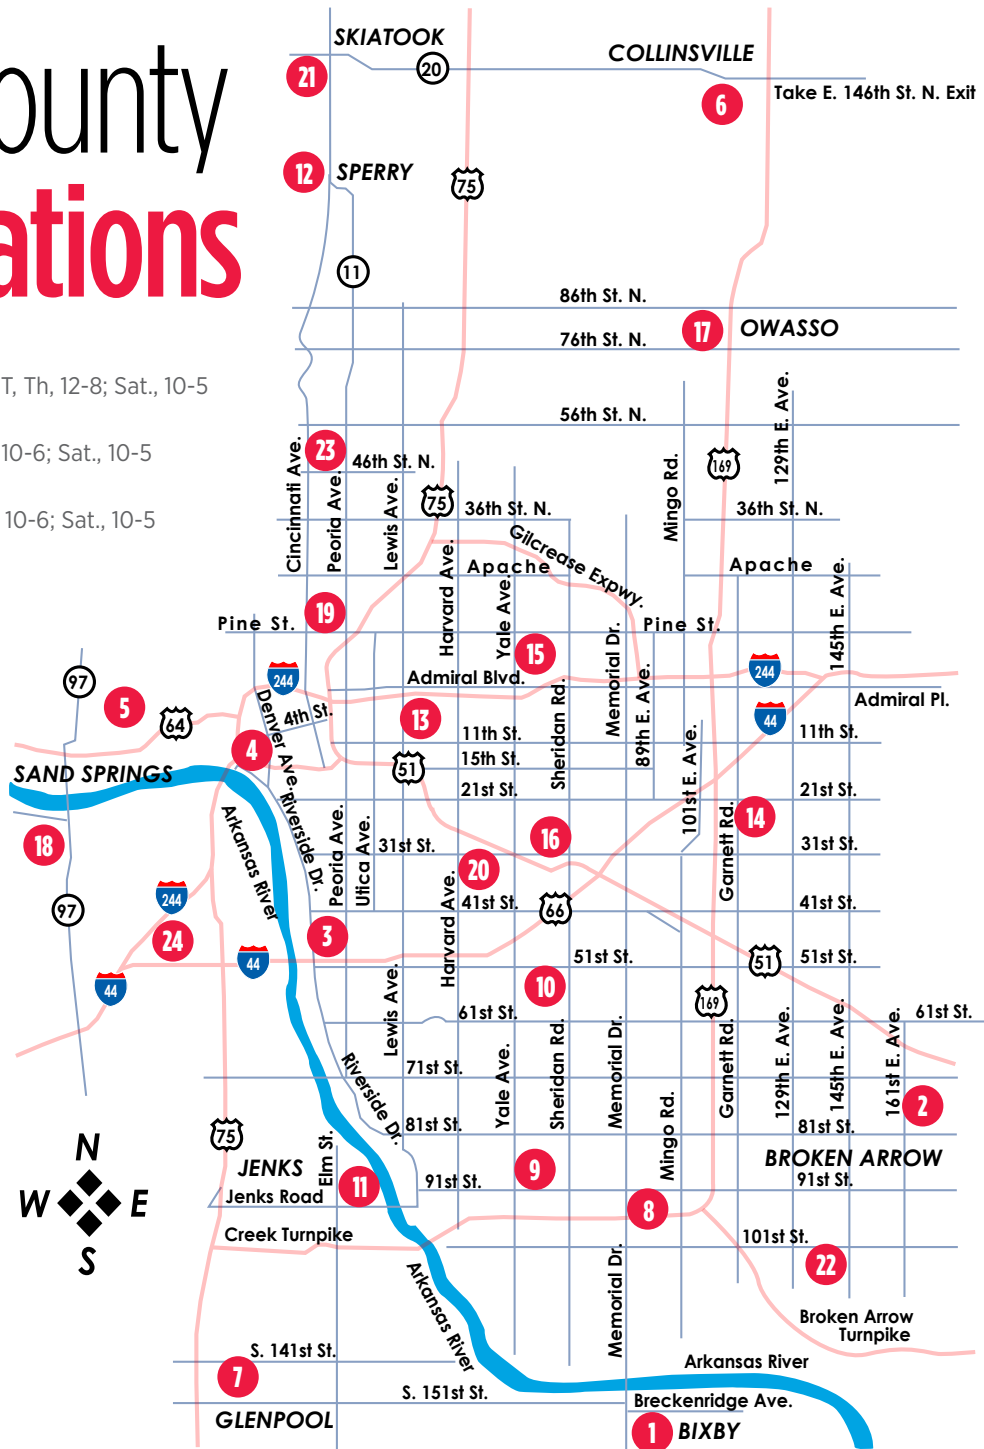 ounty
ations
T, Th, 12-8; Sat., 10-5
10-6; Sat., 10-5
10-6; Sat., 10-5
SKIATOOK
COLLINSVILLE
21
20
6
Take E. 146th St. N. Exit
12
SPERRY
75
11
86th St. N.
17
OWASSO
76th St. N.
129th E. Ave.
56th St. N.
Cincinnati Ave.
23
46th St. N.
Peoria Ave.
Lewis Ave.
75
Mingo Rd.
169
36th St. N.
36th St. N.
Gilcrease Expwy.
Harvard Ave.
Apache
Apache
Yale Ave.
145th E. Ave.
19
Pine St.
Pine St.
Memorial Dr.
15
97
5
244
244
Admiral Blvd.
Admiral Pl.
Denver Ave.
4th St.
64
13
44
11th St.
11th St.
Sheridan Rd.
89th E. Ave.
101st E. Ave.
4
51
15th St.
SAND SPRINGS
21st St.
21st St.
Riverside Dr.
Arkansas River
Peoria Ave.
Utica Ave.
Garnett Rd.
14
18
31st St.
16
31st St.
20
Harvard Ave.
244
97
41st St.
66
41st St.
24
3
44
44
51st St.
51
51st St.
10
169
Lewis Ave.
61st St.
61st St.
Yale Ave.
Sheridan Rd.
Memorial Dr.
Garnett Rd.
129th E. Ave.
145th E. Ave.
161st E. Ave.
Riverside Dr.
71st St.
2
Mingo Rd.
75
Elm St.
81st St.
81st St.
N
W E
S
JENKS
9
BROKEN ARROW
11
Jenks Road
91st St.
91st St.
8
Creek Turnpike
101st St.
22
Arkansas River
Memorial Dr.
Broken Arrow
Turnpike
S. 141st St.
Arkansas River
7
S. 151st St.
Breckenridge Ave.
GLENPOOL
1
BIXBY